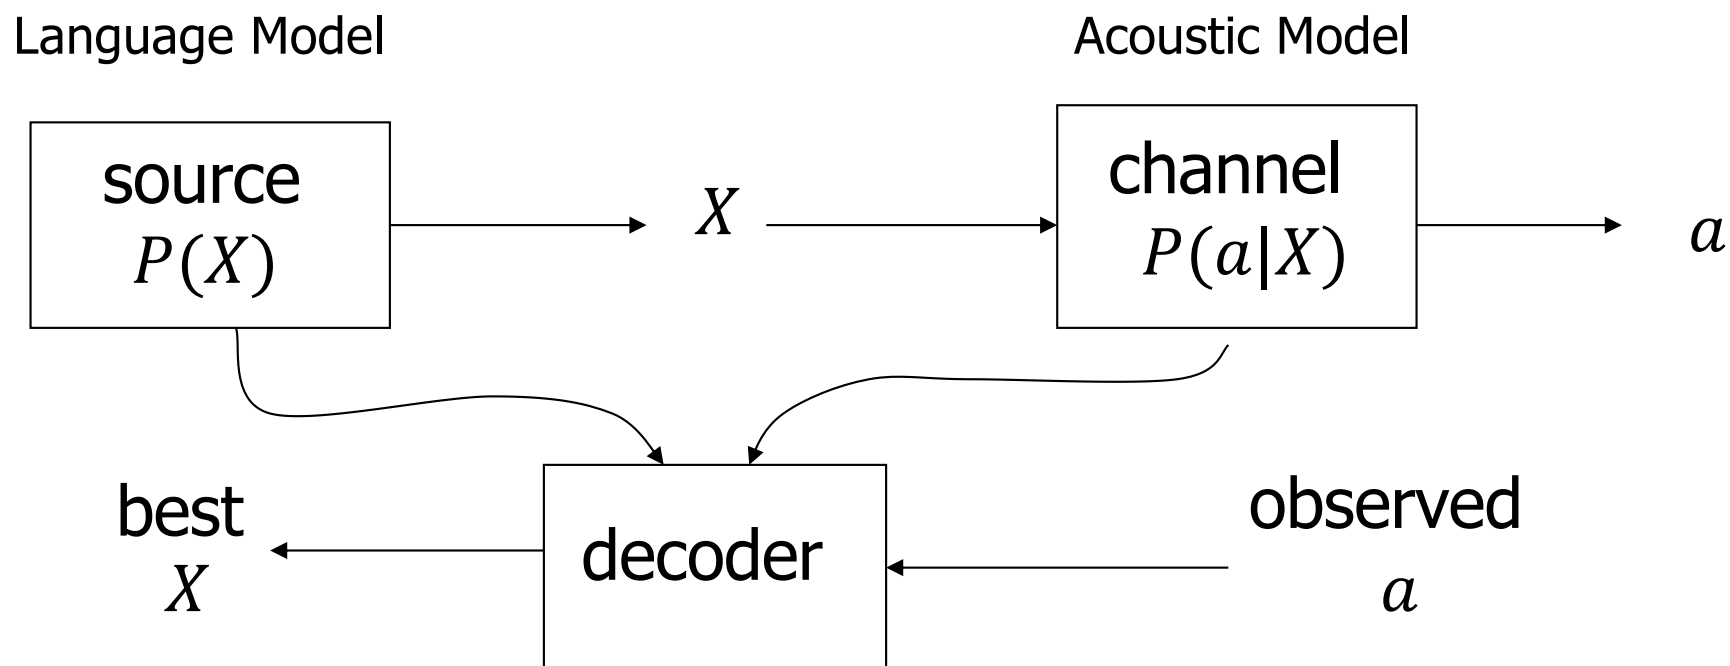 Language Model
Acoustic Model
source
P(X)
X
channel
P(a|X)
a
best
X
decoder
observed
a